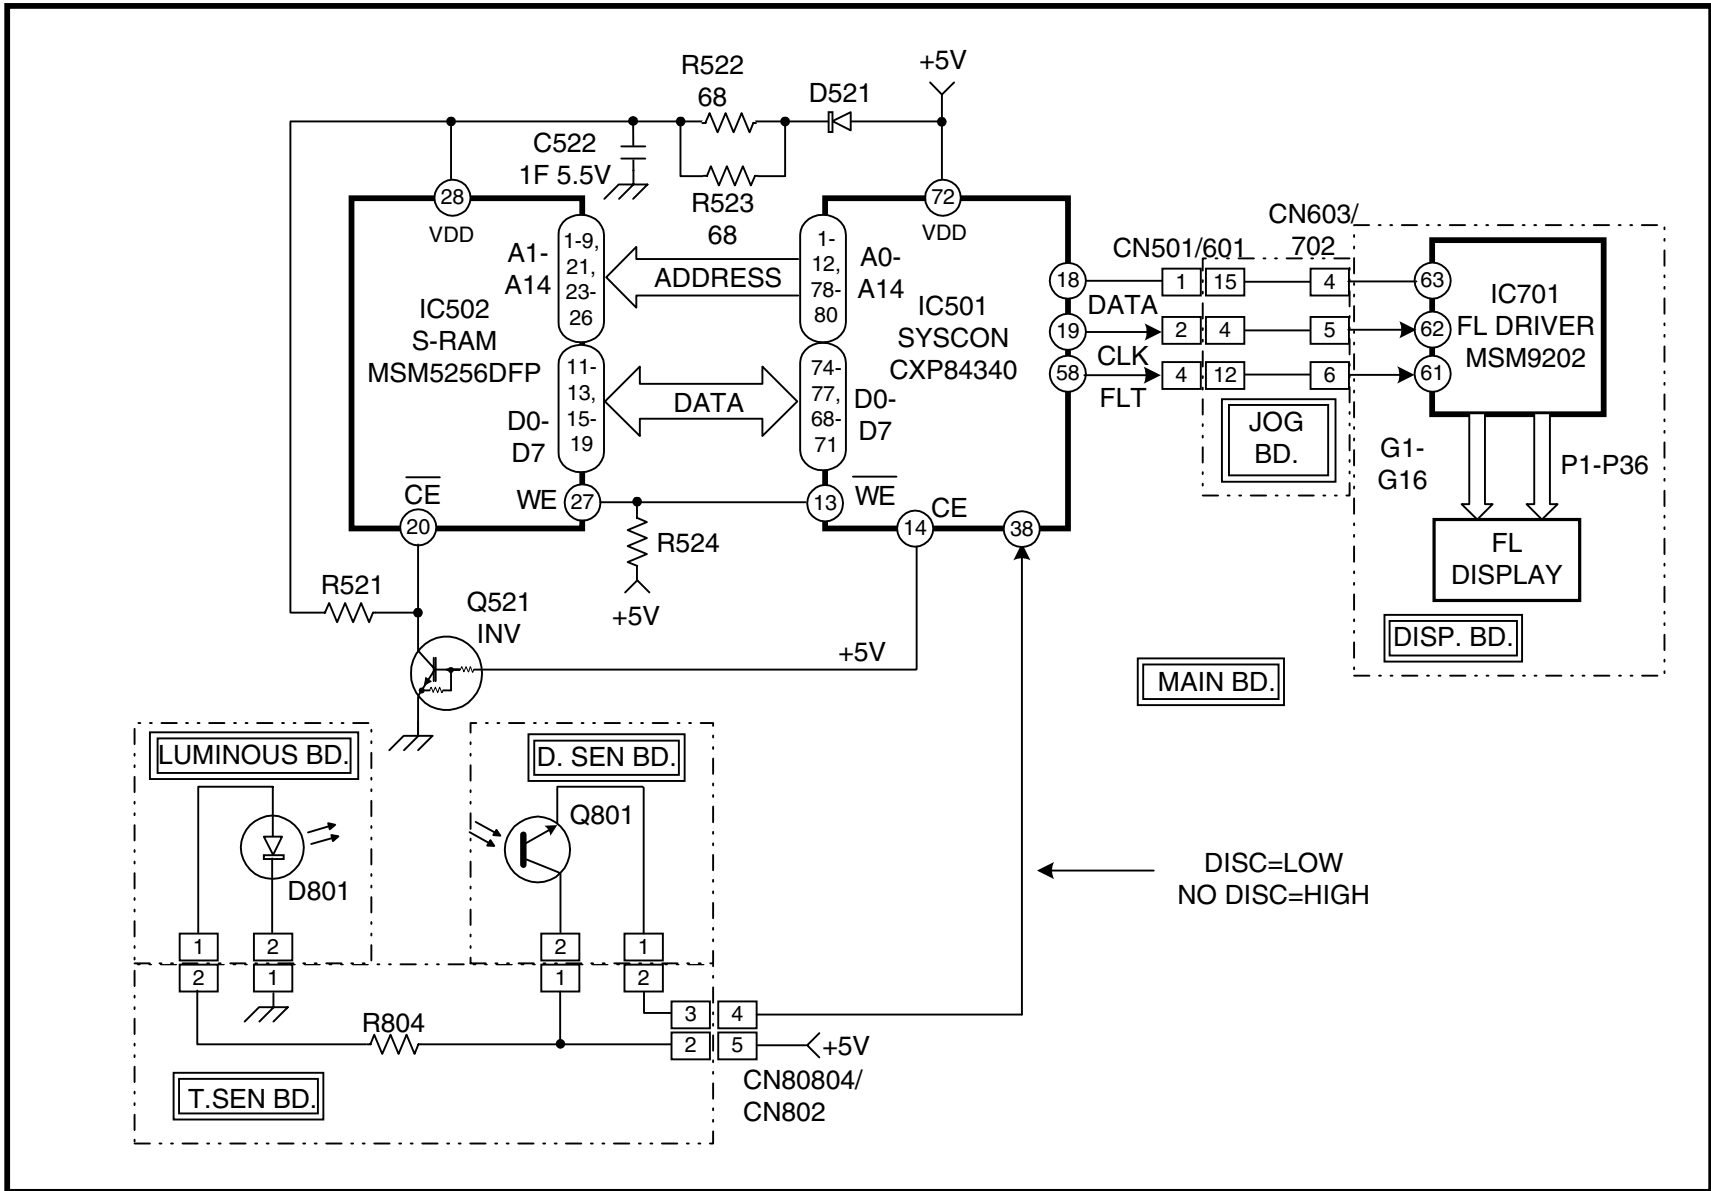 +5V
R522
68
D521
C522
1F 5.5V
R523
68
28
VDD
72
VDD
A1-
A14
1-9,
21,
23-
26
ADDRESS
1-
12,
78-
80
A0-
A14
IC502
S-RAM
MSM5256DFP
IC501
SYSCON
CXP84340
D0-
D7
11-
13,
15-
19
DATA
74-
77,
68-
71
D0-
D7
CE
20
WE
27
13
WE
14
CE
38
R524
+5V
R521
Q521
INV
+5V
18
DATA
19
CLK
58
FLT
CN501/601
CN603/
702
1
15
4
63
2
4
5
62
4
12
6
61
IC701
FL DRIVER
MSM9202
JOG
BD.
G1-
G16
P1-P36
FL
DISPLAY
DISP. BD.
MAIN BD.
LUMINOUS BD.
D801
D. SEN BD.
Q801
1
2
2
1
2
1
1
2
DISC=LOW
NO DISC=HIGH
3
4
R804
2
5
+5V
CN80804/
CN802
T.SEN BD.